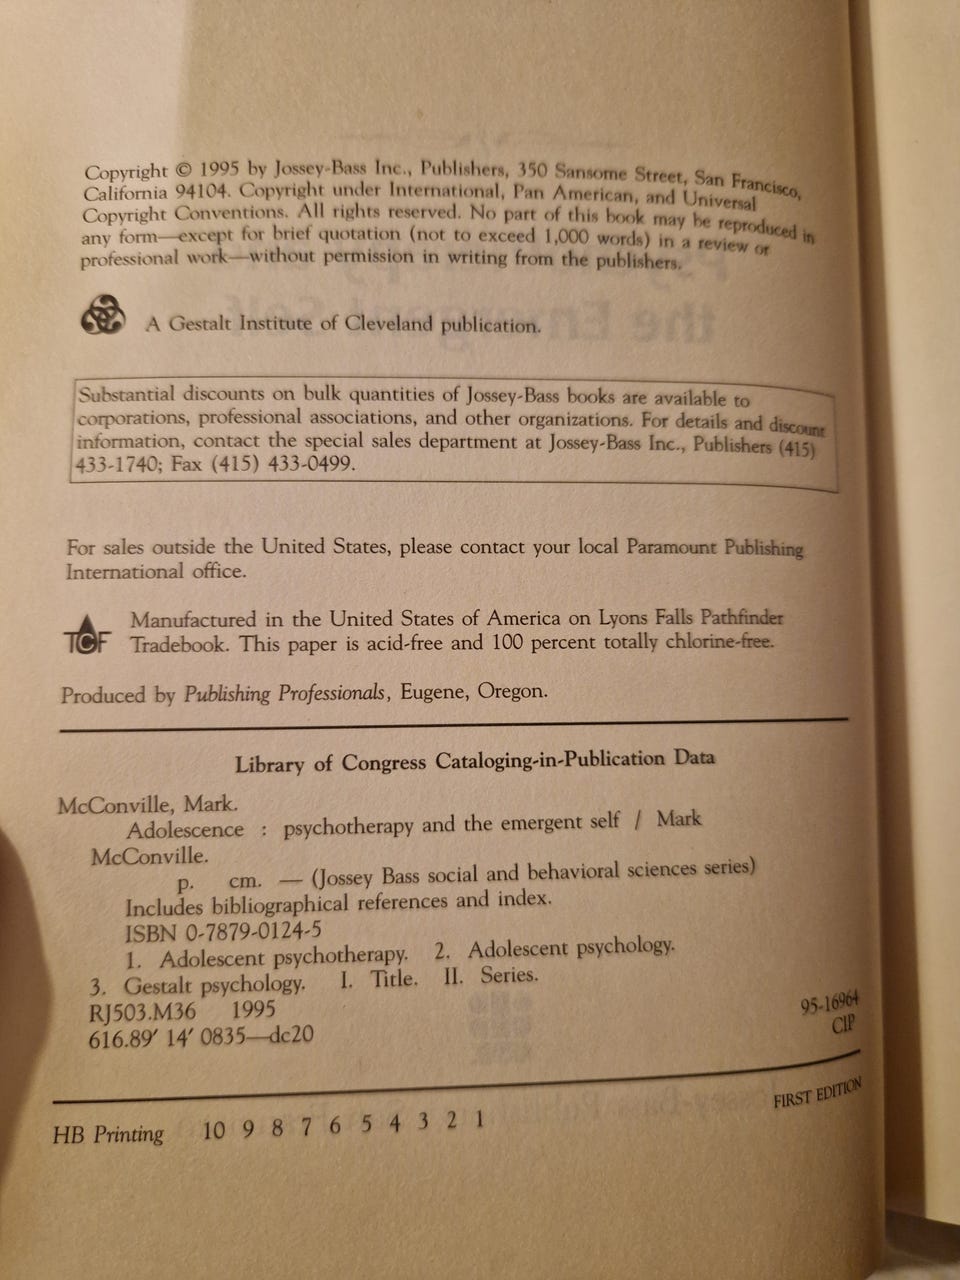 Copyright © 1995 by Jossey-Bass Inc., Publishers, 350 Sansome Street, San Francisco,
California 94104. Copyright under International, Pan American, and Universal
Copyright Conventions. All rights reserved. No part of this book may be reproduced in
any form—except for brief quotation (not to exceed 1,000 words) in a review or
professional work—without permission in writing from the publishers.
A Gestalt Institute of Cleveland publication.
Substantial discounts on bulk quantities of Jossey-Bass books are available to
corporations, professional associations, and other organizations. For details and discount
information, contact the special sales department at Jossey-Bass Inc., Publishers (415)
433-1740; Fax (415) 433-0499.
For sales outside the United States, please contact your local Paramount Publishing
International office.
TCF
Manufactured in the United States of America on Lyons Falls Pathfinder
Tradebook. This paper is acid-free and 100 percent totally chlorine-free.
Produced by Publishing Professionals, Eugene, Oregon.
Library of Congress Cataloging-in-Publication Data
McConville, Mark.
Adolescence : psychotherapy and the emergent self / Mark
McConville.
p. cm. — (Jossey Bass social and behavioral sciences series)
Includes bibliographical references and index.
ISBN 0-7879-0124-5
1. Adolescent psychotherapy. 2. Adolescent psychology.
3. Gestalt psychology. I. Title. II. Series.
RJ503.M36 1995
616.89′ 14′ 0835—dc20
95-16964
CIP
FIRST EDITION
HB Printing 10 9 8 7 6 5 4 3 2 1